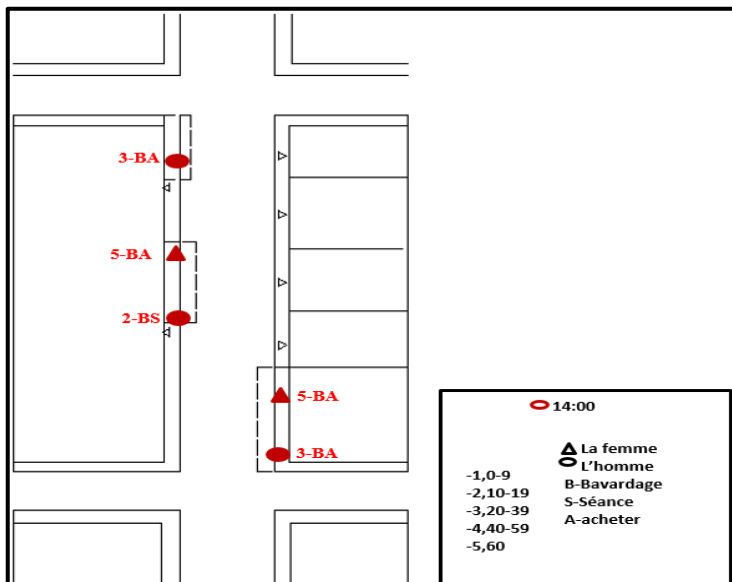 3-BA
5-BA
2-BS
5-BA
3-BA
14:00
La femme
L'homme
B-Bavardage
S-Séance
A-acheter
-1,0-9
-2,10-19
-3,20-39
-4,40-59
-5,60